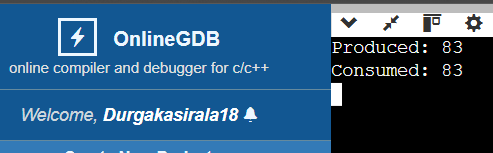 OnlineGDB
online compiler and debugger for c/c++
Welcome, Durgakasirala18
Produced: 83
Consumed: 83